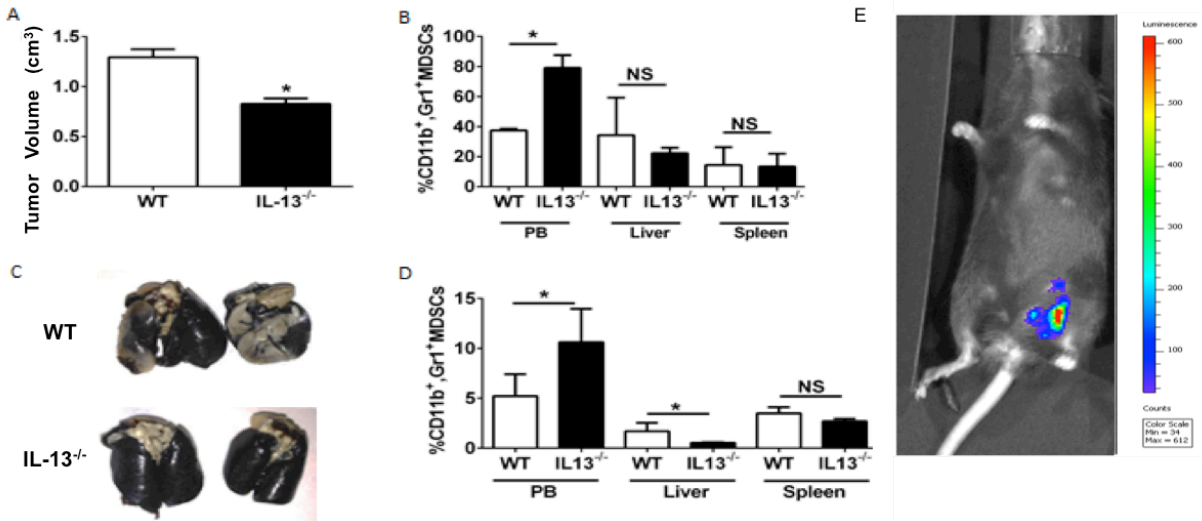 A
Tumor Volume (cm³)
1.5
1.0
0.5
0.0
*
WT
IL-13⁻/⁻
B
%CD11b⁺,Gr1⁺MDSCs
100
80
60
40
20
0
*
NS
NS
WT IL13⁻/⁻ WT IL13⁻/⁻ WT IL13⁻/⁻
PB Liver Spleen
C
WT
IL-13⁻/⁻
D
%CD11b⁺,Gr1⁺MDSCs
15
10
5
0
*
*
NS
WT IL13⁻/⁻ WT IL13⁻/⁻ WT IL13⁻/⁻
PB Liver Spleen
E
Luminescence
600
500
400
300
200
100
Counts
Color Scale
Min = 34
Max = 612